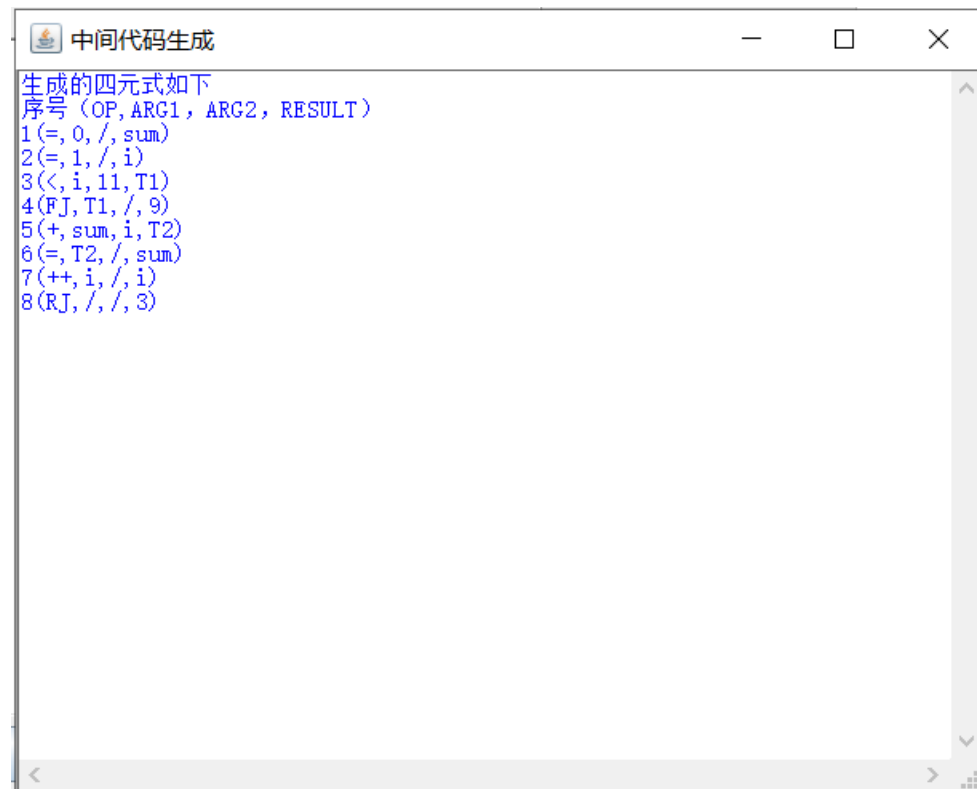 中间代码生成
生成的四元式如下
序号（OP,ARG1，ARG2，RESULT）
1(=,0,/,sum)
2(=,1,/,i)
3(<,i,11,T1)
4(FJ,T1,/,9)
5(+,sum,i,T2)
6(=,T2,/,sum)
7(++,i,/,i)
8(RJ,/,/,3)